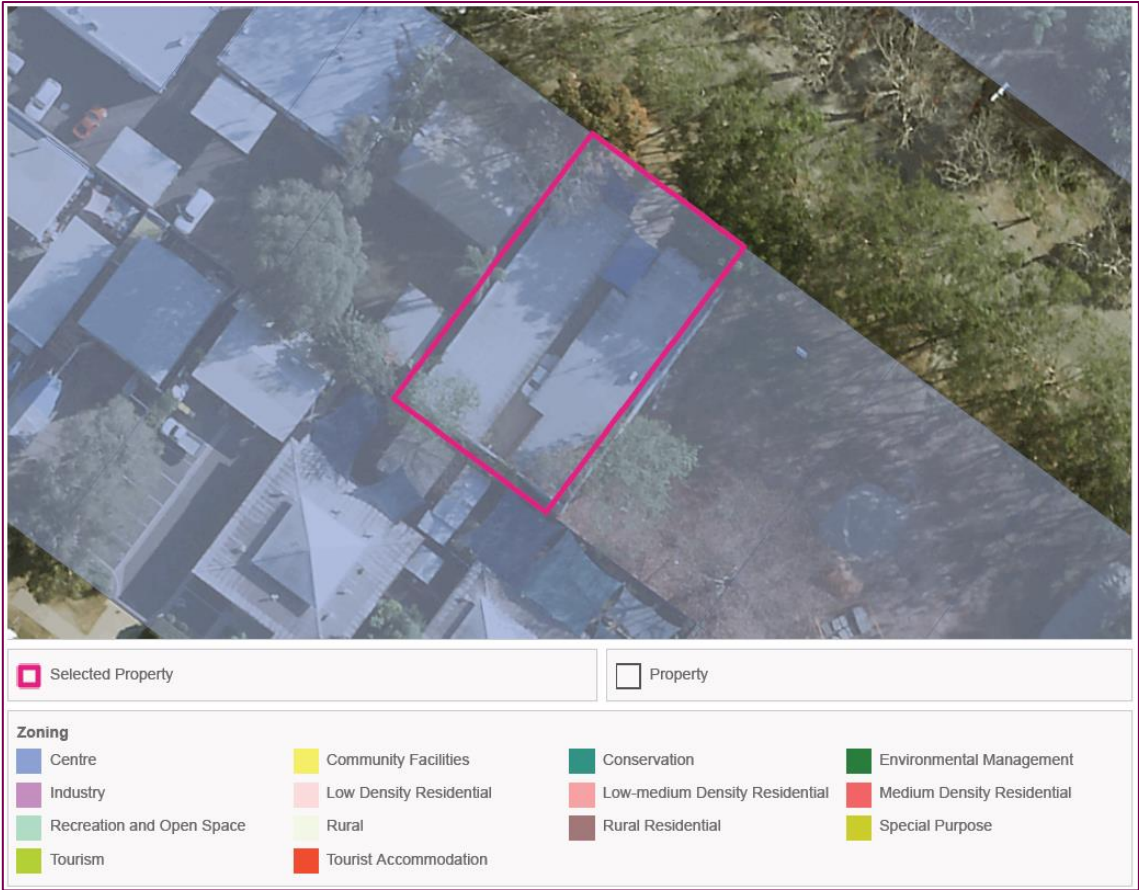 Selected Property
Property
Zoning
Centre
Community Facilities
Conservation
Environmental Management
Industry
Low Density Residential
Low-medium Density Residential
Medium Density Residential
Recreation and Open Space
Rural
Rural Residential
Special Purpose
Tourism
Tourist Accommodation